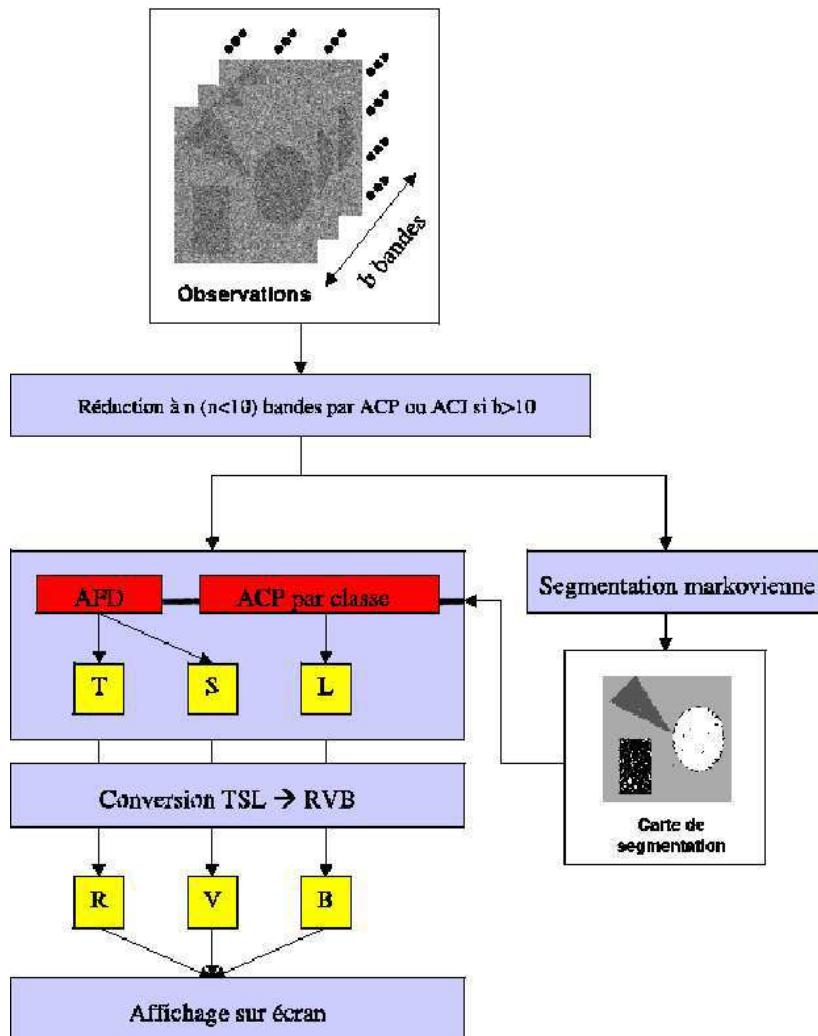 b bandes
Observations
Réduction à n (n<10) bandes par ACP ou ACI si b>10
AFD
ACP par classe
Segmentation markovienne
T
S
L
Conversion TSL → RVB
Carte de
segmentation
R
V
B
Affichage sur écran